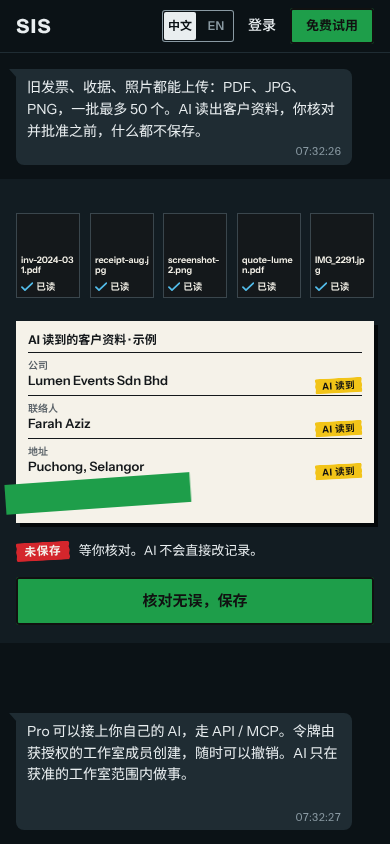 SIS
中文
EN
登录
免费试用
旧发票、收据、照片都能上传：PDF、JPG、
PNG，一批最多 50 个。AI 读出客户资料，你核对
并批准之前，什么都不保存。
07:32:26
inv-2024-03
1.pdf
已读
receipt-aug.j
pg
已读
screenshot-
2.png
已读
quote-lume
n.pdf
已读
IMG_2291.jp
g
已读
AI 读到的客户资料·示例
公司
Lumen Events Sdn Bhd
AI 读到
联络人
Farah Aziz
AI 读到
地址
Puchong, Selangor
AI 读到
未保存
等你核对。AI 不会直接改记录。
核对无误，保存
Pro 可以接上你自己的 AI，走 API / MCP。令牌由
获授权的工作室成员创建，随时可以撤销。AI 只在
获准的工作室范围内做事。
07:32:27